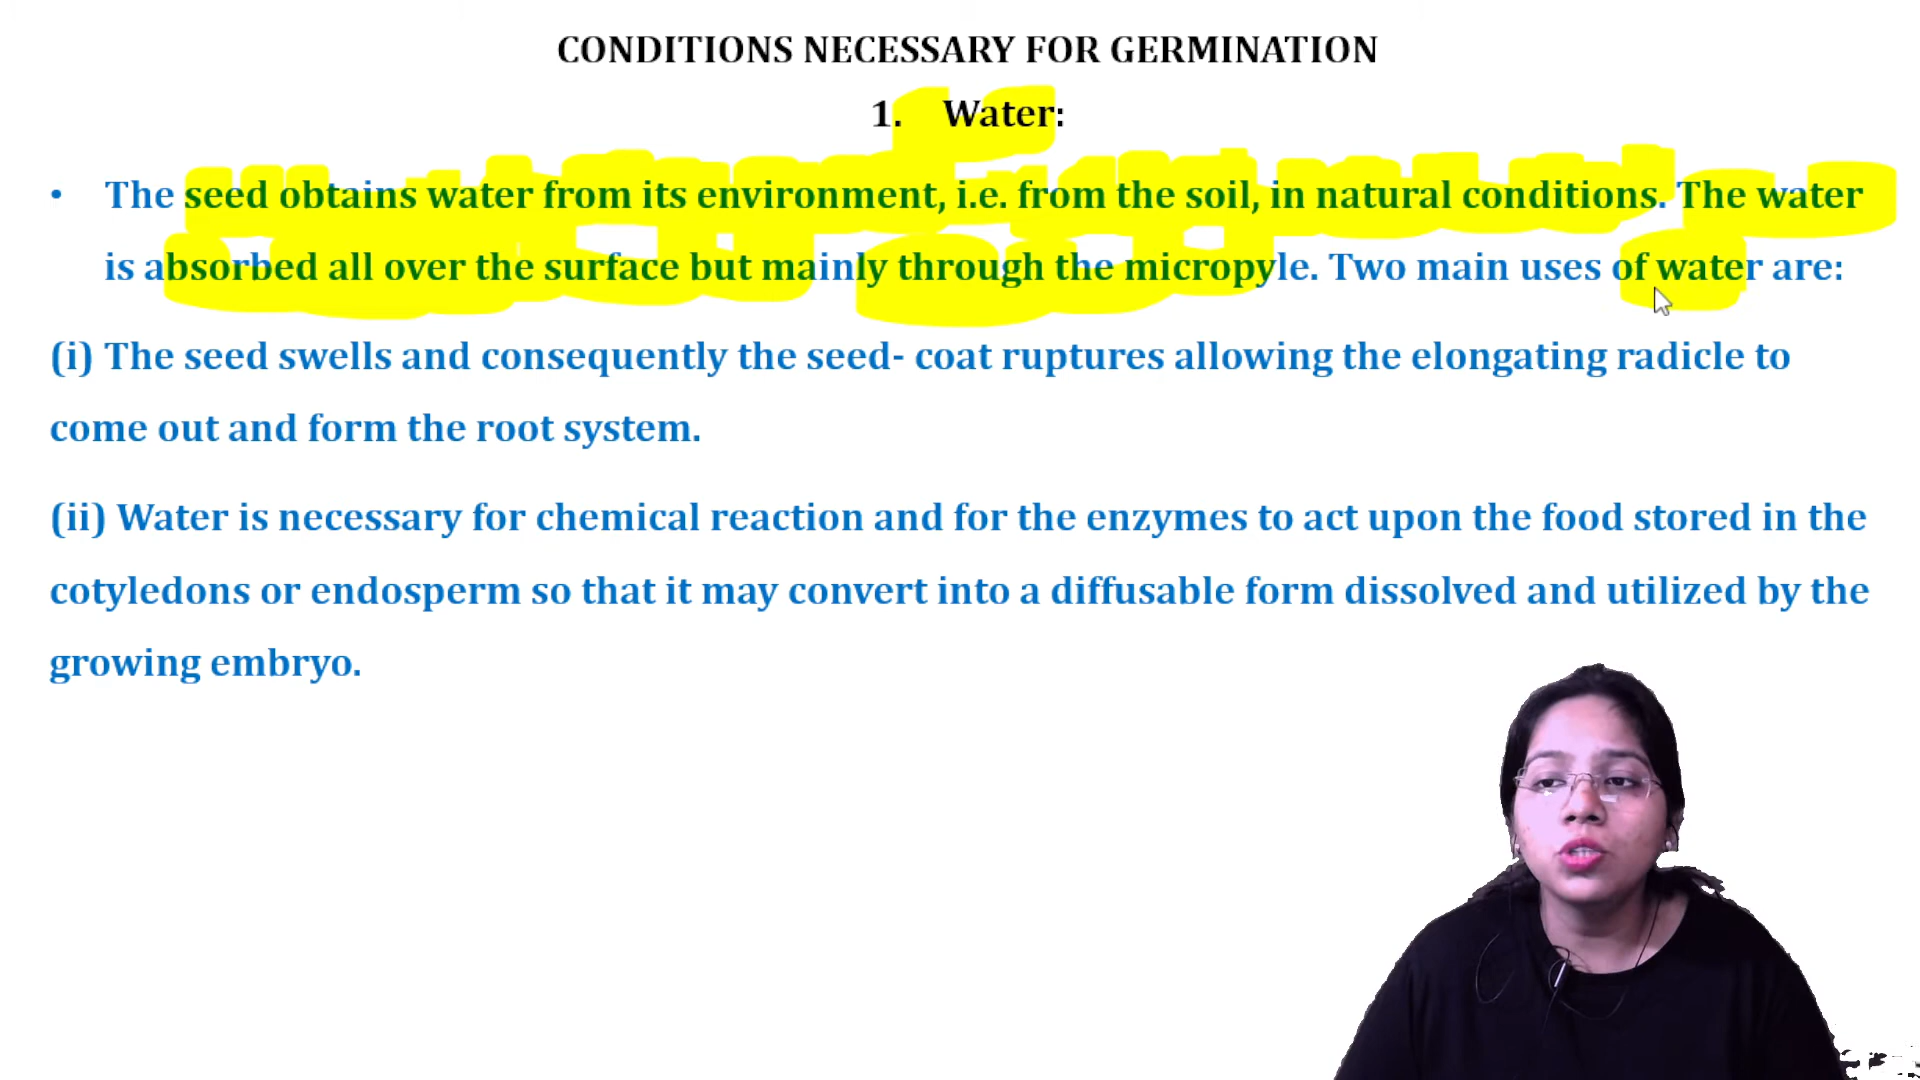 CONDITIONS NECESSARY FOR GERMINATION
1. Water:
• The seed obtains water from its environment, i.e. from the soil, in natural conditions. The water
is absorbed all over the surface but mainly through the micropyle. Two main uses of water are:
(i) The seed swells and consequently the seed- coat ruptures allowing the elongating radicle to
come out and form the root system.
(ii) Water is necessary for chemical reaction and for the enzymes to act upon the food stored in the
cotyledons or endosperm so that it may convert into a diffusable form dissolved and utilized by the
growing embryo.